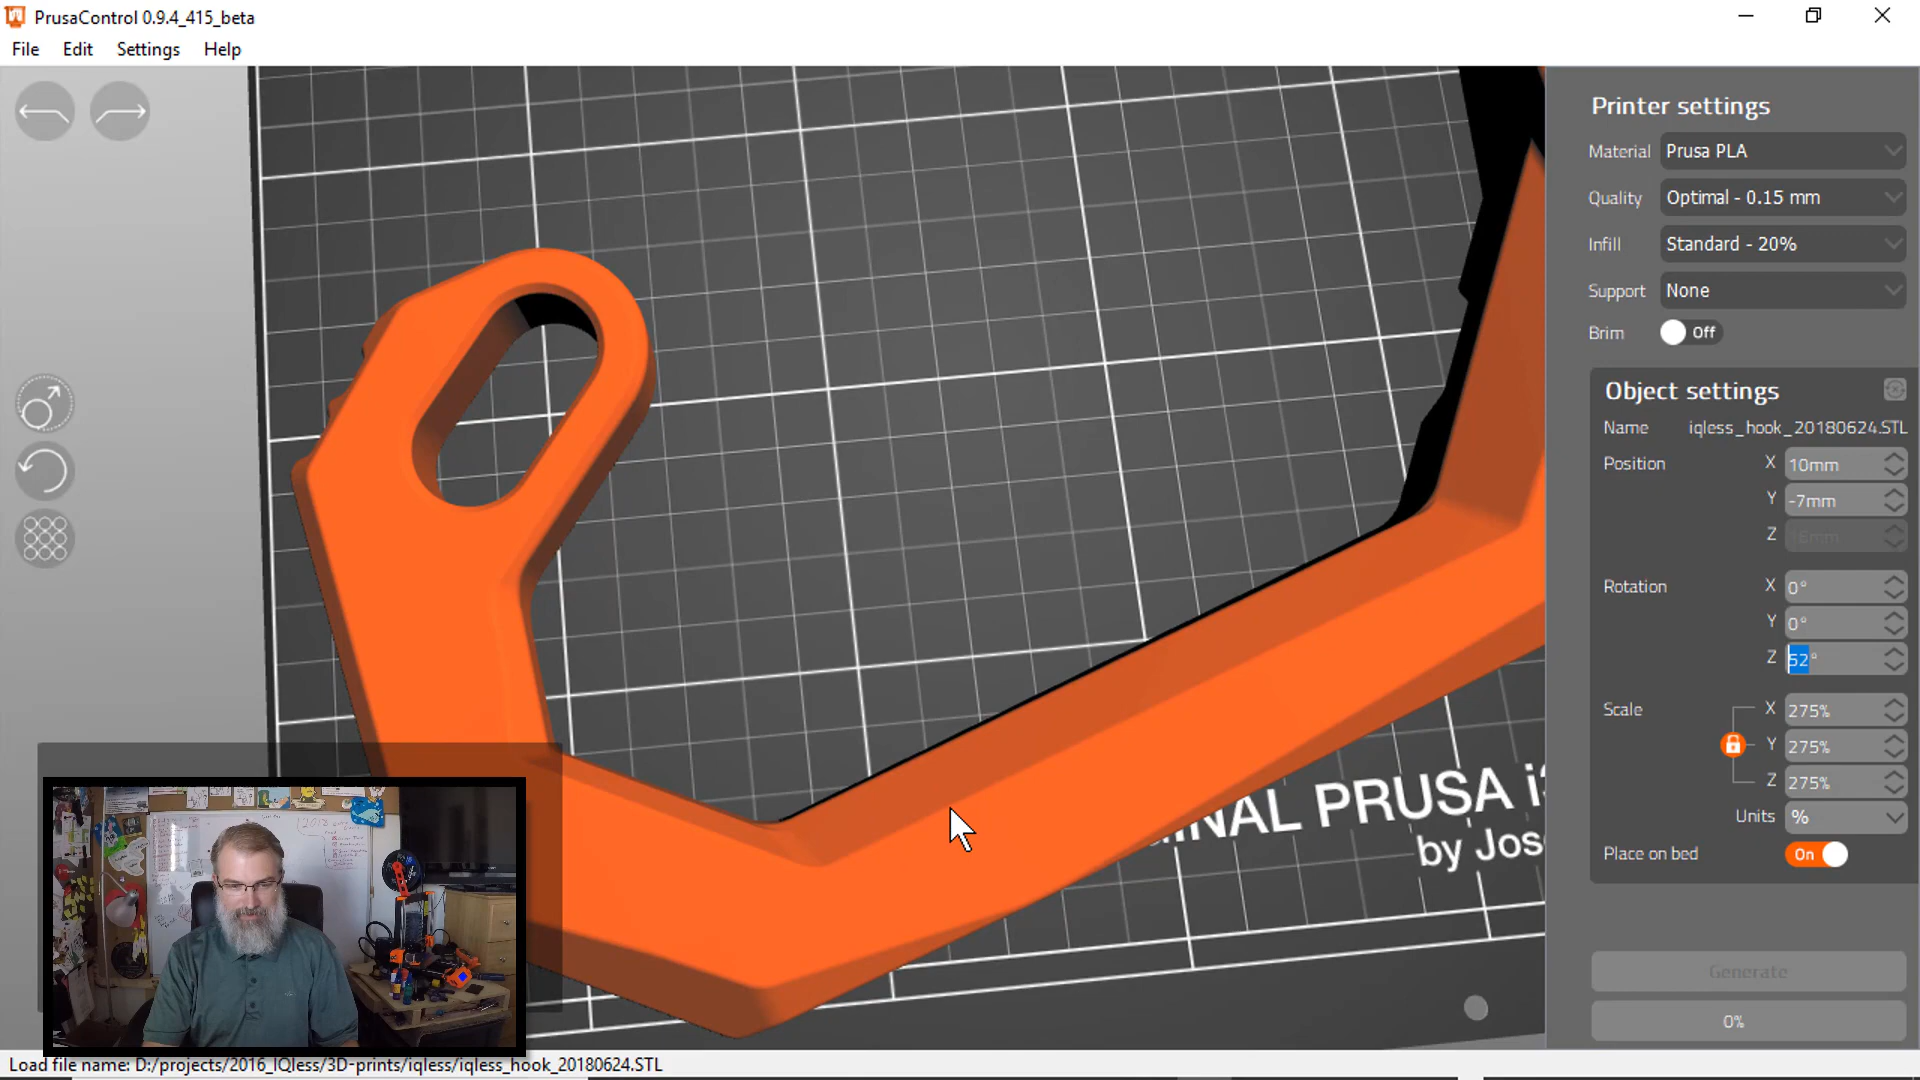 PrusaControl 0.9.4_415_beta
File Edit Settings Help
Printer settings
Material Prusa PLA
Quality Optimal - 0.15 mm
Infill Standard - 20%
Support None
Brim Off
Object settings
Name iqless_hook_20180624.STL
Position X 10mm
Y -7mm
Z
Rotation X 0°
Y 0°
Z 52°
Scale X 275%
Y 275%
Z 275%
Units %
Place on bed On
Generate
0%
INAL PRUSA i3
by Jos
Load file name: D:/projects/2016_IQless/3D-prints/iqless/iqless_hook_20180624.STL